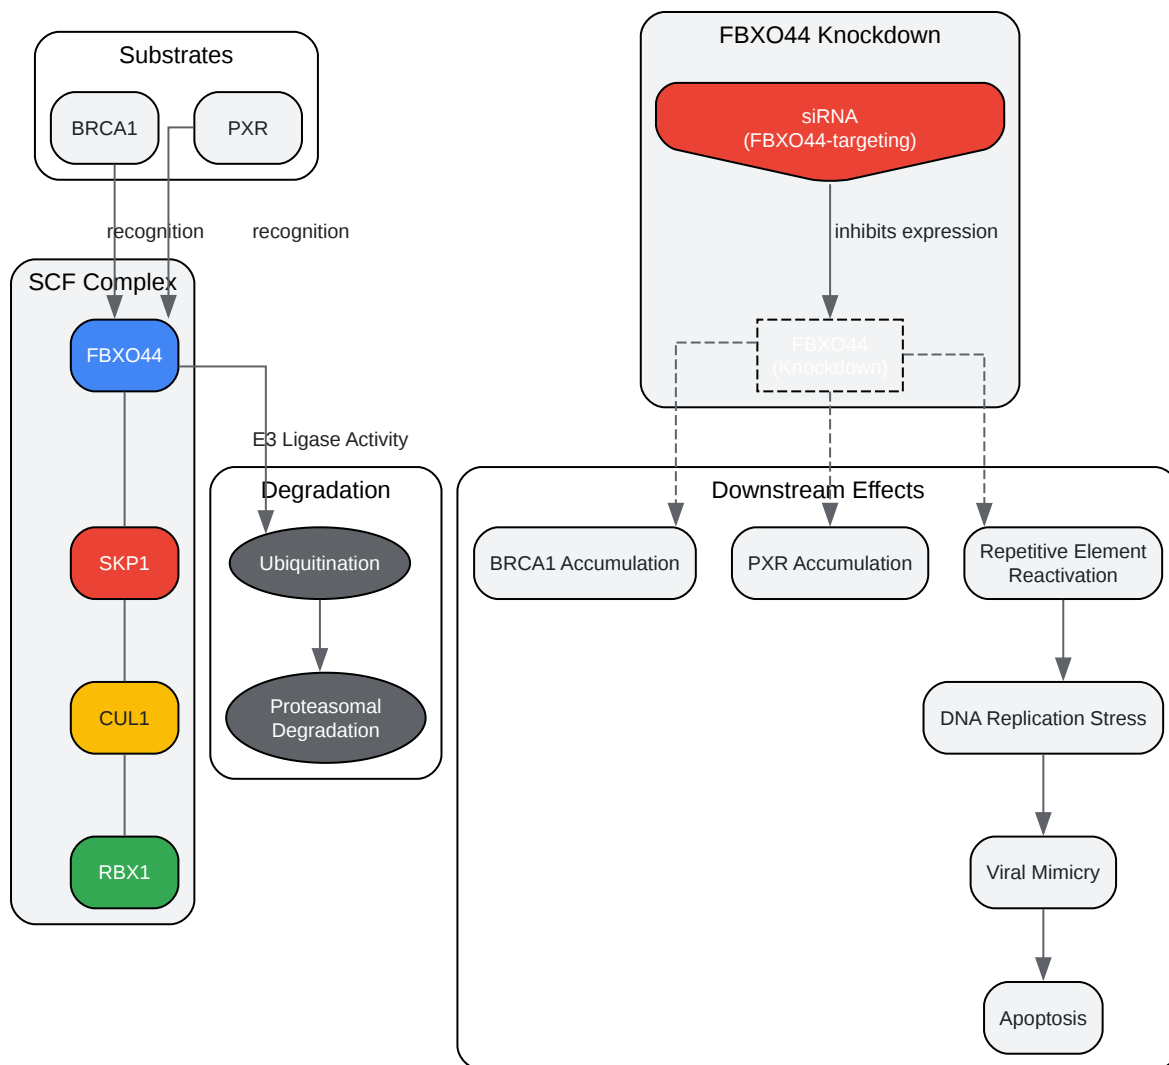 Substrates
BRCA1
PXR
recognition
recognition
SCF Complex
FBXO44
SKP1
CUL1
RBX1
E3 Ligase Activity
Degradation
Ubiquitination
Proteasomal
Degradation
FBXO44 Knockdown
siRNA
(FBXO44-targeting)
inhibits expression
FBXO44
(Knockdown)
Downstream Effects
BRCA1 Accumulation
PXR Accumulation
Repetitive Element
Reactivation
DNA Replication Stress
Viral Mimicry
Apoptosis